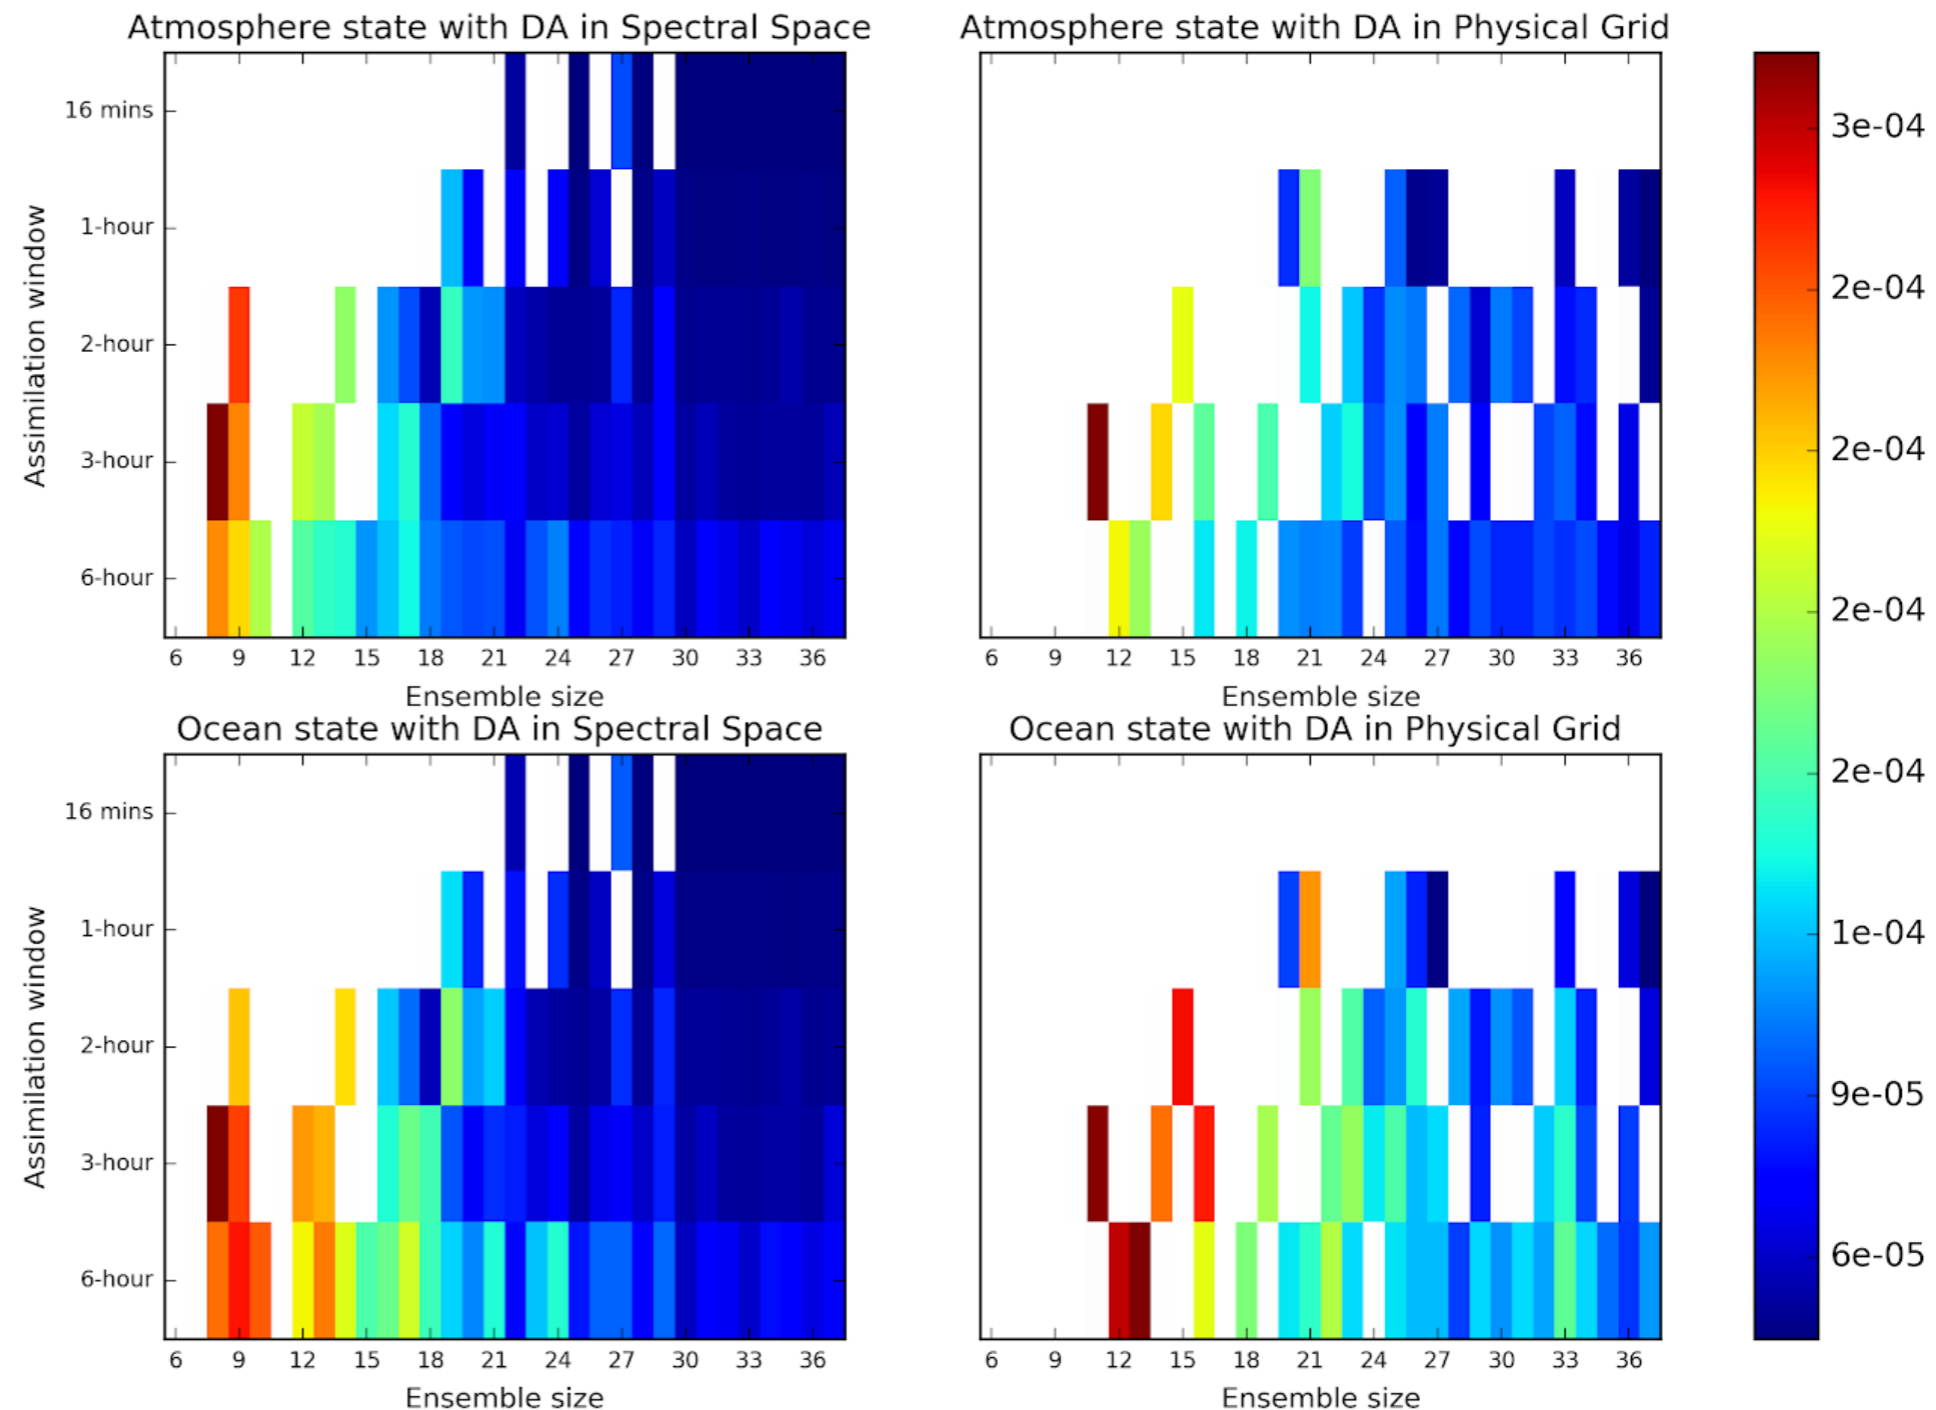 Atmosphere state with DA in Spectral Space
Atmosphere state with DA in Physical Grid
Assimilation window
16 mins
1-hour
2-hour
3-hour
6-hour
6 9 12 15 18 21 24 27 30 33 36
6 9 12 15 18 21 24 27 30 33 36
Ensemble size
Ensemble size
Ocean state with DA in Spectral Space
Ocean state with DA in Physical Grid
Assimilation window
16 mins
1-hour
2-hour
3-hour
6-hour
6 9 12 15 18 21 24 27 30 33 36
6 9 12 15 18 21 24 27 30 33 36
Ensemble size
Ensemble size
3e-04
2e-04
2e-04
2e-04
2e-04
1e-04
9e-05
6e-05